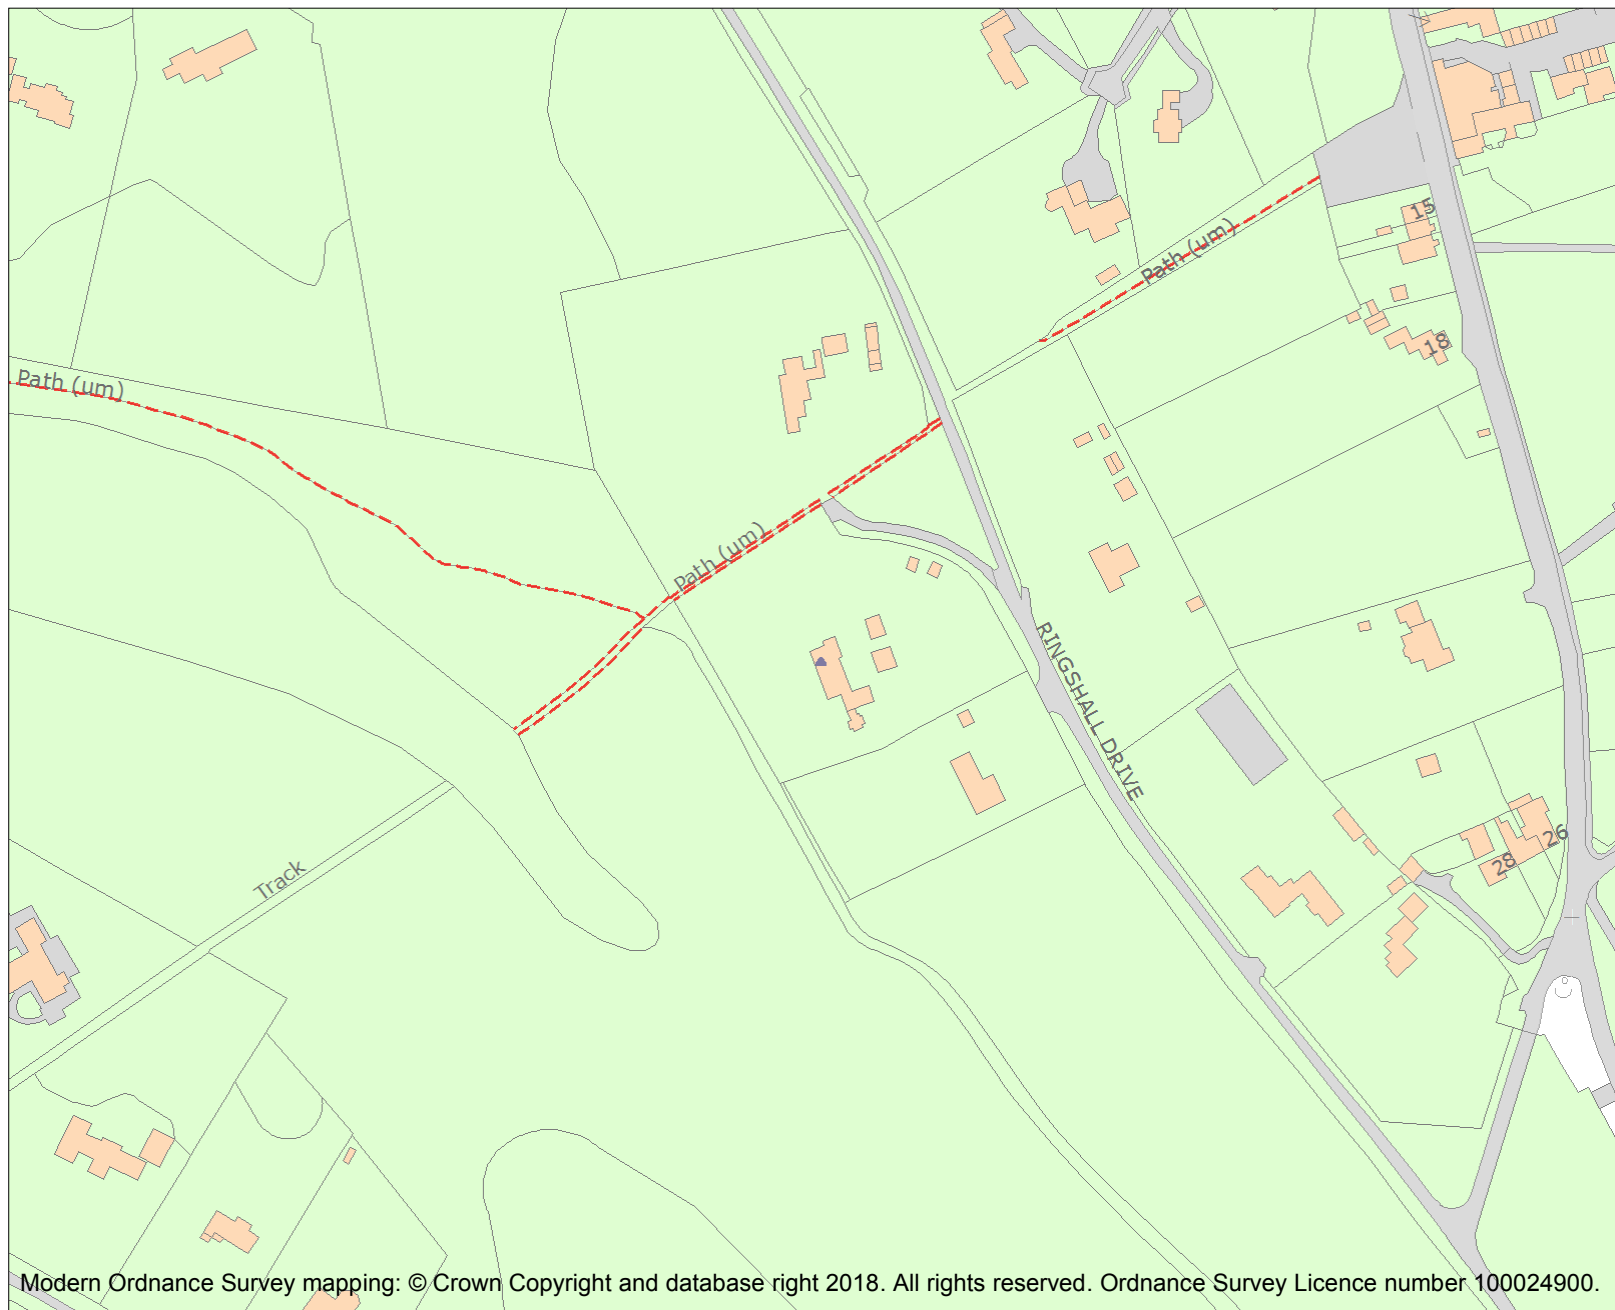 15
Path (um)
18
Path (um)
Path (um)
RINGSHALL DRIVE
26
28
Track
Modern Ordnance Survey mapping: © Crown Copyright and database right 2018. All rights reserved. Ordnance Survey Licence number 100024900.